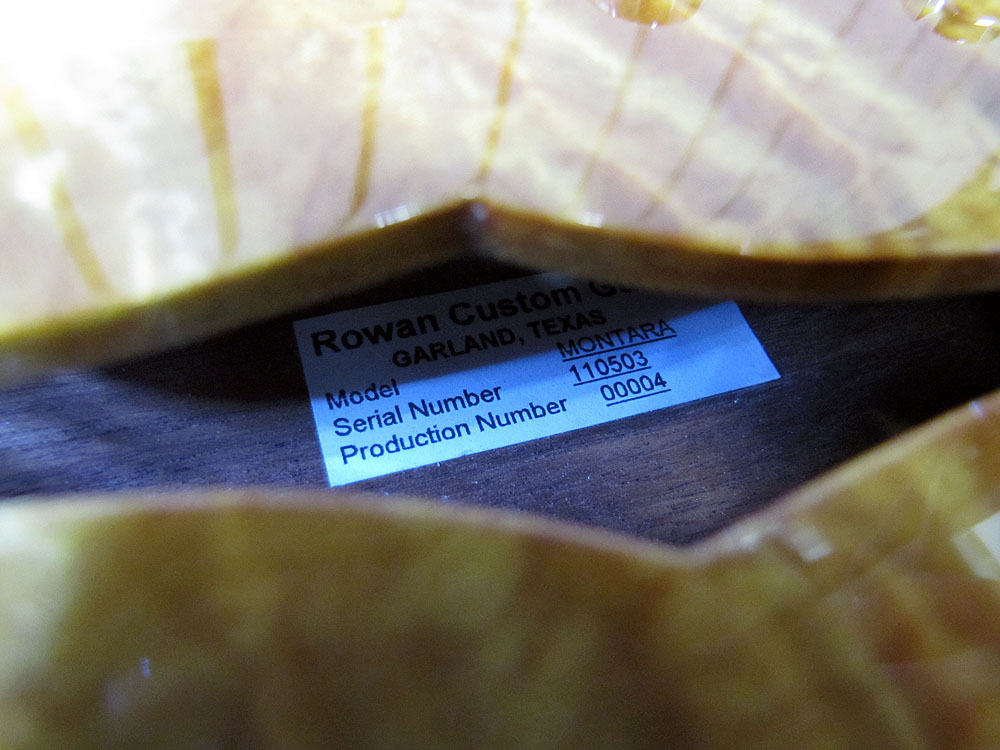 Rowan Custom
GARLAND, TEXAS
Model MONTARA
Serial Number 110503
Production Number 00004